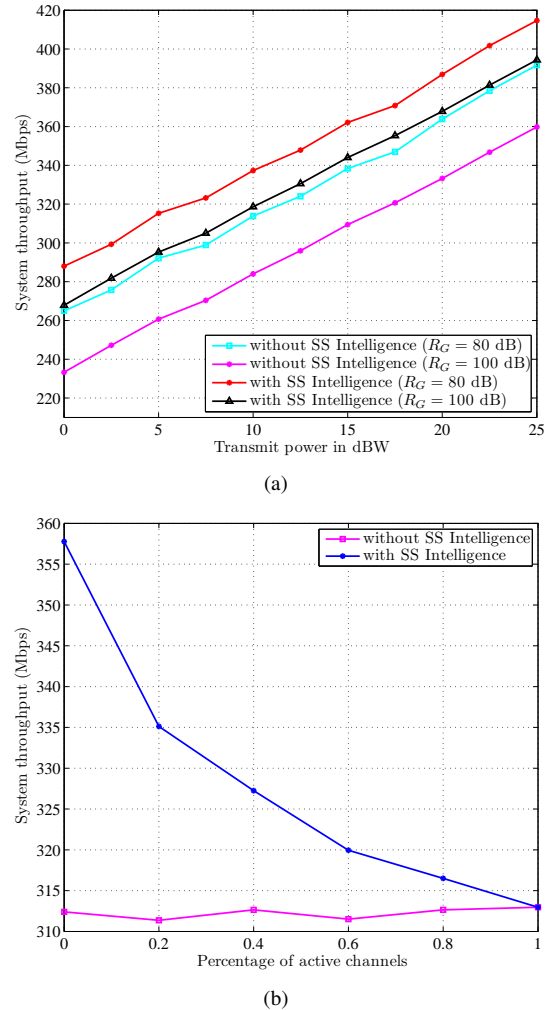 420
400
380
360
340
320
300
280
260
240
220
System throughput (Mbps)
without SS Intelligence (R_G = 80 dB)
without SS Intelligence (R_G = 100 dB)
with SS Intelligence (R_G = 80 dB)
with SS Intelligence (R_G = 100 dB)
0 5 10 15 20 25
Transmit power in dBW
(a)
360
355
350
345
340
335
330
325
320
315
310
System throughput (Mbps)
without SS Intelligence
with SS Intelligence
0 0.2 0.4 0.6 0.8 1
Percentage of active channels
(b)